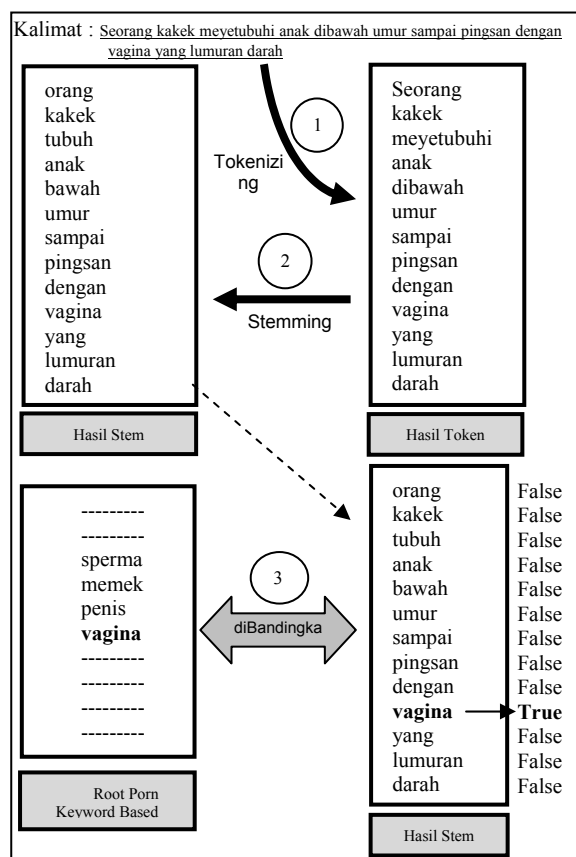 Kalimat : Seorang kakek meyetubuhi anak dibawah umur sampai pingsan dengan
vagina yang lumuran darah
orang
kakek
tubuh
anak
bawah
umur
sampai
pingsan
dengan
vagina
yang
lumuran
darah
Hasil Stem
1
Tokenizi
ng
2
Stemming
Seorang
kakek
meyetubuhi
anak
dibawah
umur
sampai
pingsan
dengan
vagina
yang
lumuran
darah
Hasil Token
---------
---------
sperma
memek
penis
vagina
---------
---------
---------
---------
Root Porn
Keyword Based
3
diBandingka
orang False
kakek False
tubuh False
anak False
bawah False
umur False
sampai False
pingsan False
dengan False
vagina True
yang False
lumuran False
darah False
Hasil Stem